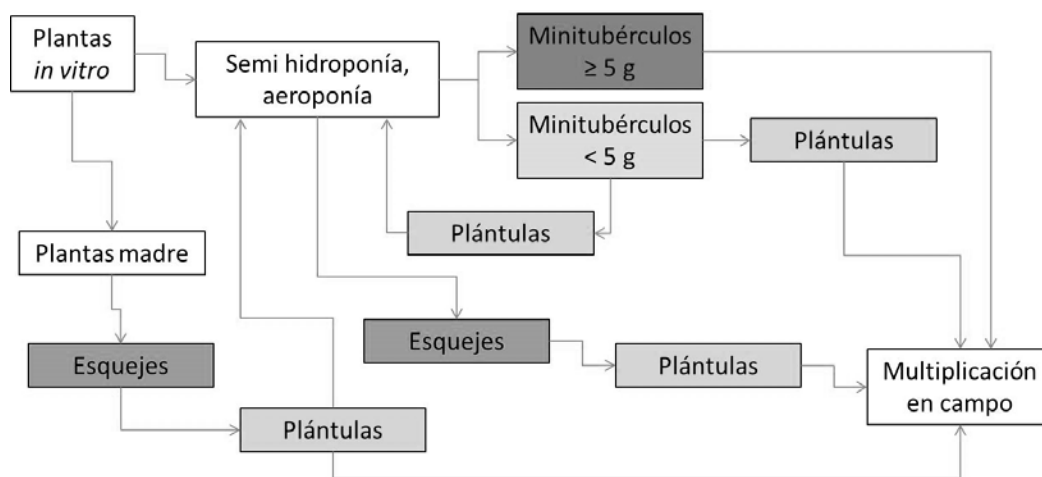 Plantas
in vitro
Semi hidroponía,
aeroponía
Minitubérculos
≥ 5 g
Minitubérculos
< 5 g
Plántulas
Plántulas
Plantas madre
Esquejes
Esquejes
Plántulas
Plántulas
Multiplicación
en campo